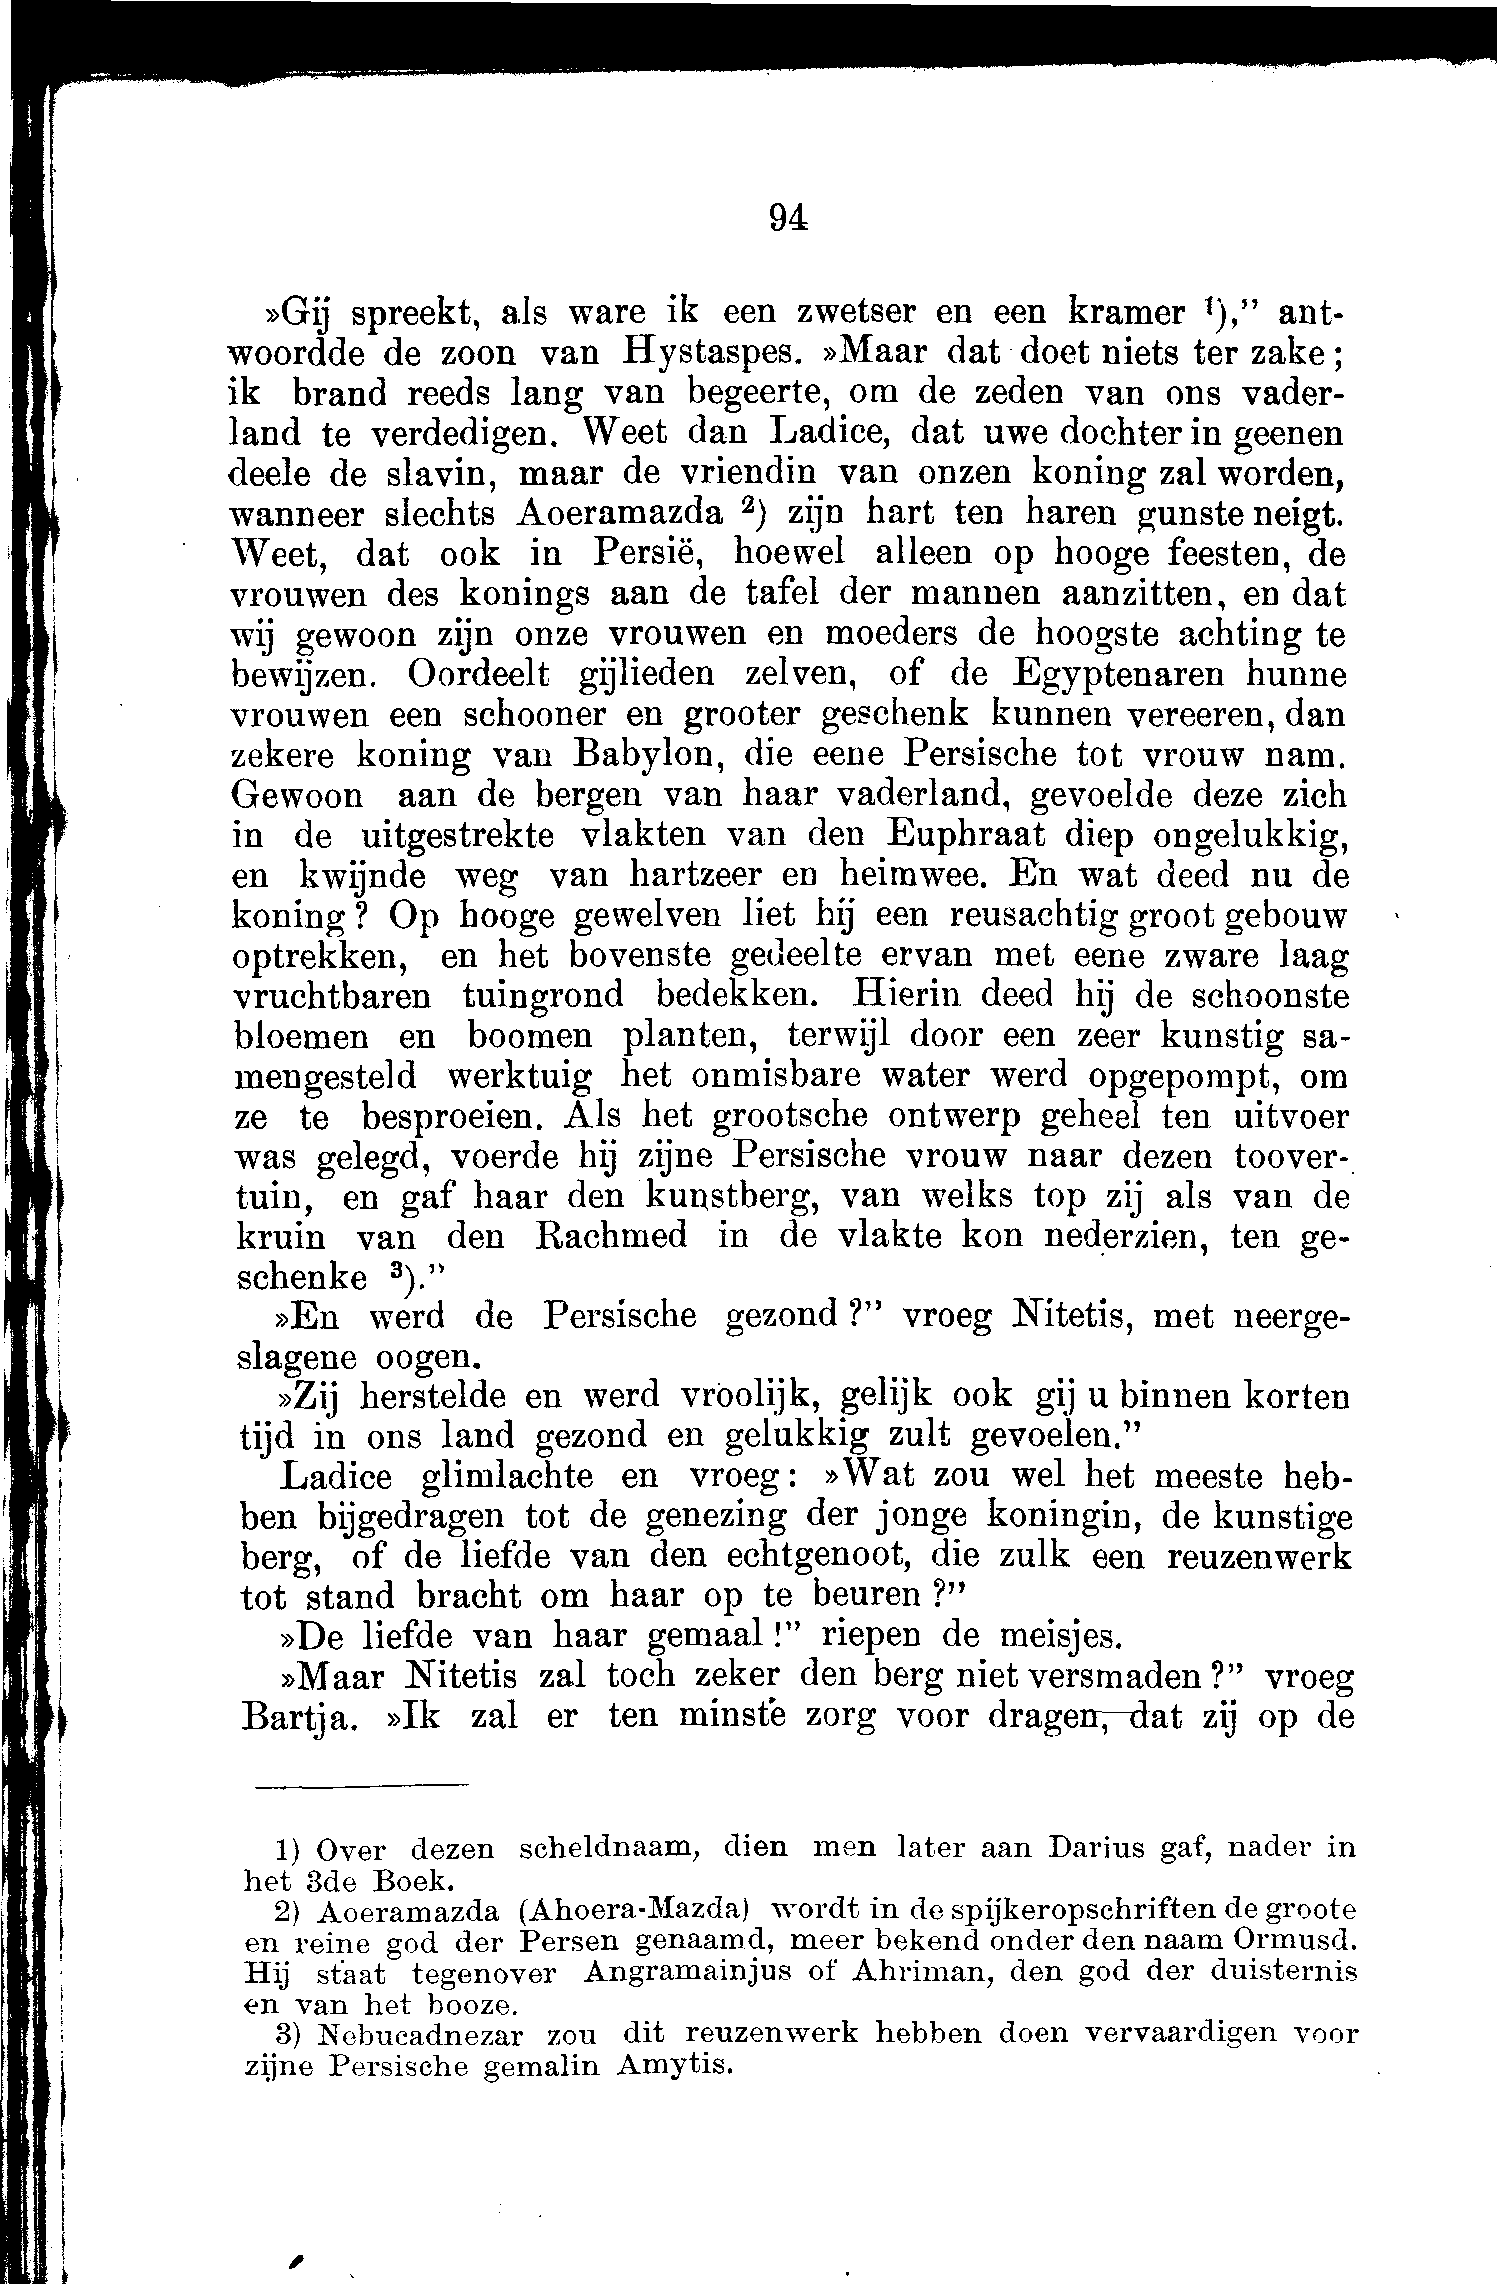 94
»Gij spreekt, als ware ik een zwetser en een kramer ¹),” ant-
woordde de zoon van Hystaspes. »Maar dat doet niets ter zake;
ik brand reeds lang van begeerte, om de zeden van ons vader-
land te verdedigen. Weet dan Ladice, dat uwe dochter in geenen
deele de slavin, maar de vriendin van onzen koning zal worden,
wanneer slechts Aoeramazda ²) zijn hart ten haren gunste neigt.
Weet, dat ook in Persië, hoewel alleen op hooge feesten, de
vrouwen des konings aan de tafel der mannen aanzitten, en dat
wij gewoon zijn onze vrouwen en moeders de hoogste achting te
bewijzen. Oordeelt gijlieden zelven, of de Egyptenaren hunne
vrouwen een schooner en grooter geschenk kunnen vereeren, dan
zekere koning van Babylon, die eene Persische tot vrouw nam.
Gewoon aan de bergen van haar vaderland, gevoelde deze zich
in de uitgestrekte vlakten van den Euphraat diep ongelukkig,
en kwijnde weg van hartzeer en heimwee. En wat deed nu de
koning? Op hooge gewelven liet hij een reusachtig groot gebouw
optrekken, en het bovenste gedeelte ervan met eene zware laag
vruchtbaren tuingrond bedekken. Hierin deed hij de schoonste
bloemen en boomen planten, terwijl door een zeer kunstig sa-
mengesteld werktuig het onmisbare water werd opgepompt, om
ze te besproeien. Als het grootsche ontwerp geheel ten uitvoer
was gelegd, voerde hij zijne Persische vrouw naar dezen toover-
tuin, en gaf haar den kunstberg, van welks top zij als van de
kruin van den Rachmed in de vlakte kon nederzien, ten ge-
schenke ³).”
»En werd de Persische gezond?” vroeg Nitetis, met neerge-
slagene oogen.
»Zij herstelde en werd vroolijk, gelijk ook gij u binnen korten
tijd in ons land gezond en gelukkig zult gevoelen.”
Ladice glimlachte en vroeg: »Wat zou wel het meeste heb-
ben bijgedragen tot de genezing der jonge koningin, de kunstige
berg, of de liefde van den echtgenoot, die zulk een reuzenwerk
tot stand bracht om haar op te beuren?”
»De liefde van haar gemaal!” riepen de meisjes.
»Maar Nitetis zal toch zeker den berg niet versmaden?” vroeg
Bartja. »Ik zal er ten minste zorg voor dragen, dat zij op de
1) Over dezen scheldnaam, dien men later aan Darius gaf, nader in
het 3de Boek.
2) Aoeramazda (Ahoera-Mazda) wordt in de spijkeropschriften de groote
en reine god der Persen genaamd, meer bekend onder den naam Ormusd.
Hij staat tegenover Angramainjus of Ahriman, den god der duisternis
en van het booze.
3) Nebucadnezar zou dit reuzenwerk hebben doen vervaardigen voor
zijne Persische gemalin Amytis.